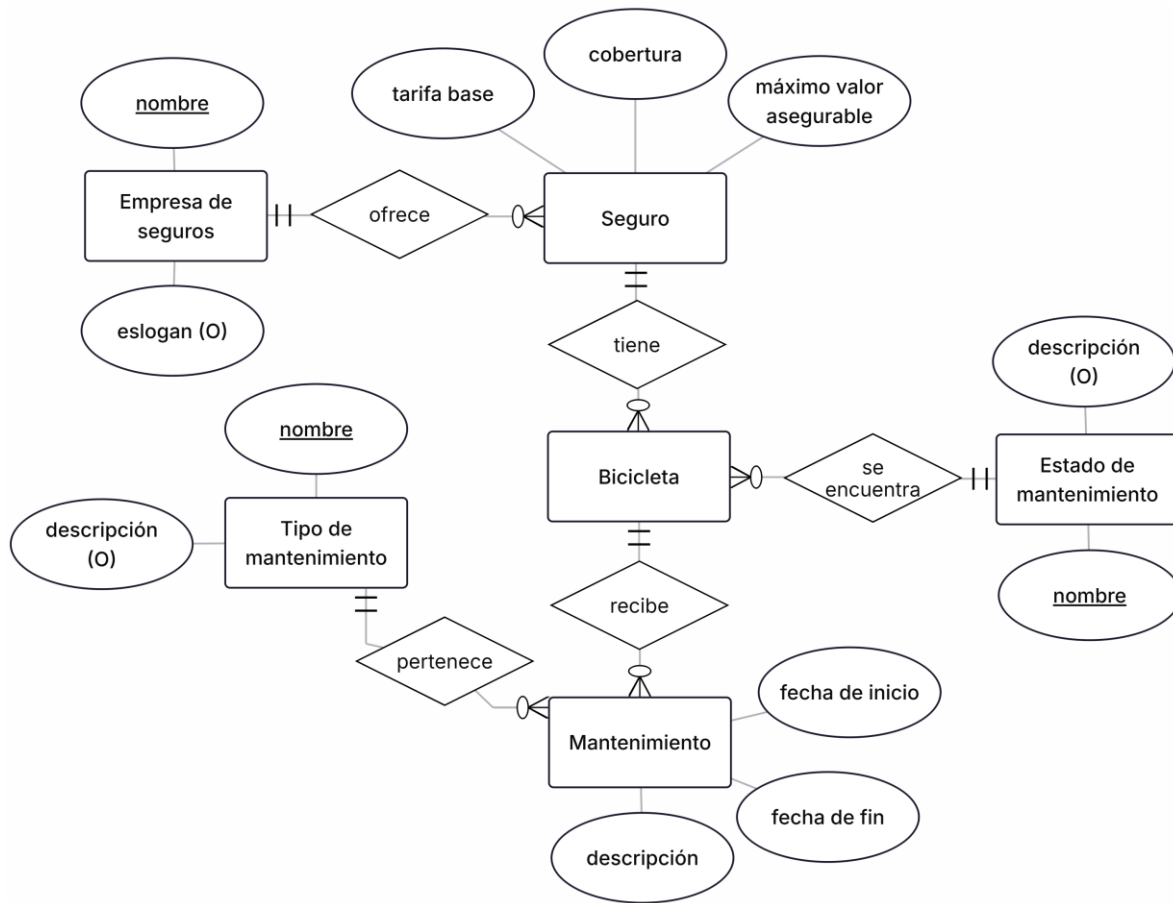 cobertura
nombre
tarifa base
máximo valor
asegurable
Empresa de
seguros
ofrece
Seguro
eslogan (O)
tiene
descripción
(O)
nombre
Bicicleta
se
encuentra
Estado de
mantenimiento
descripción
(O)
Tipo de
mantenimiento
recibe
nombre
pertenece
fecha de inicio
Mantenimiento
fecha de fin
descripción